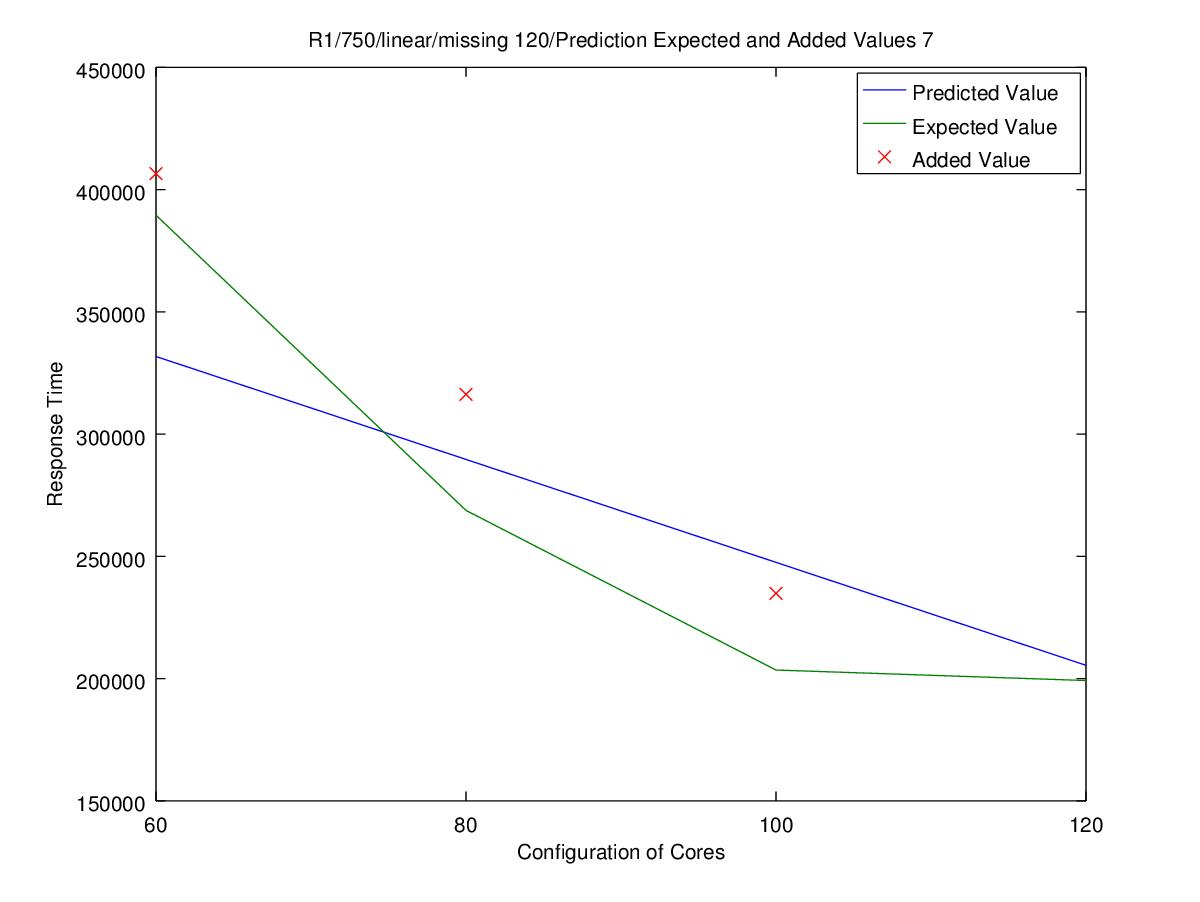 R1/750/linear/missing 120/Prediction Expected and Added Values 7
450000
400000
350000
300000
250000
200000
150000
Response Time
Predicted Value
Expected Value
Added Value
60
80
100
120
Configuration of Cores